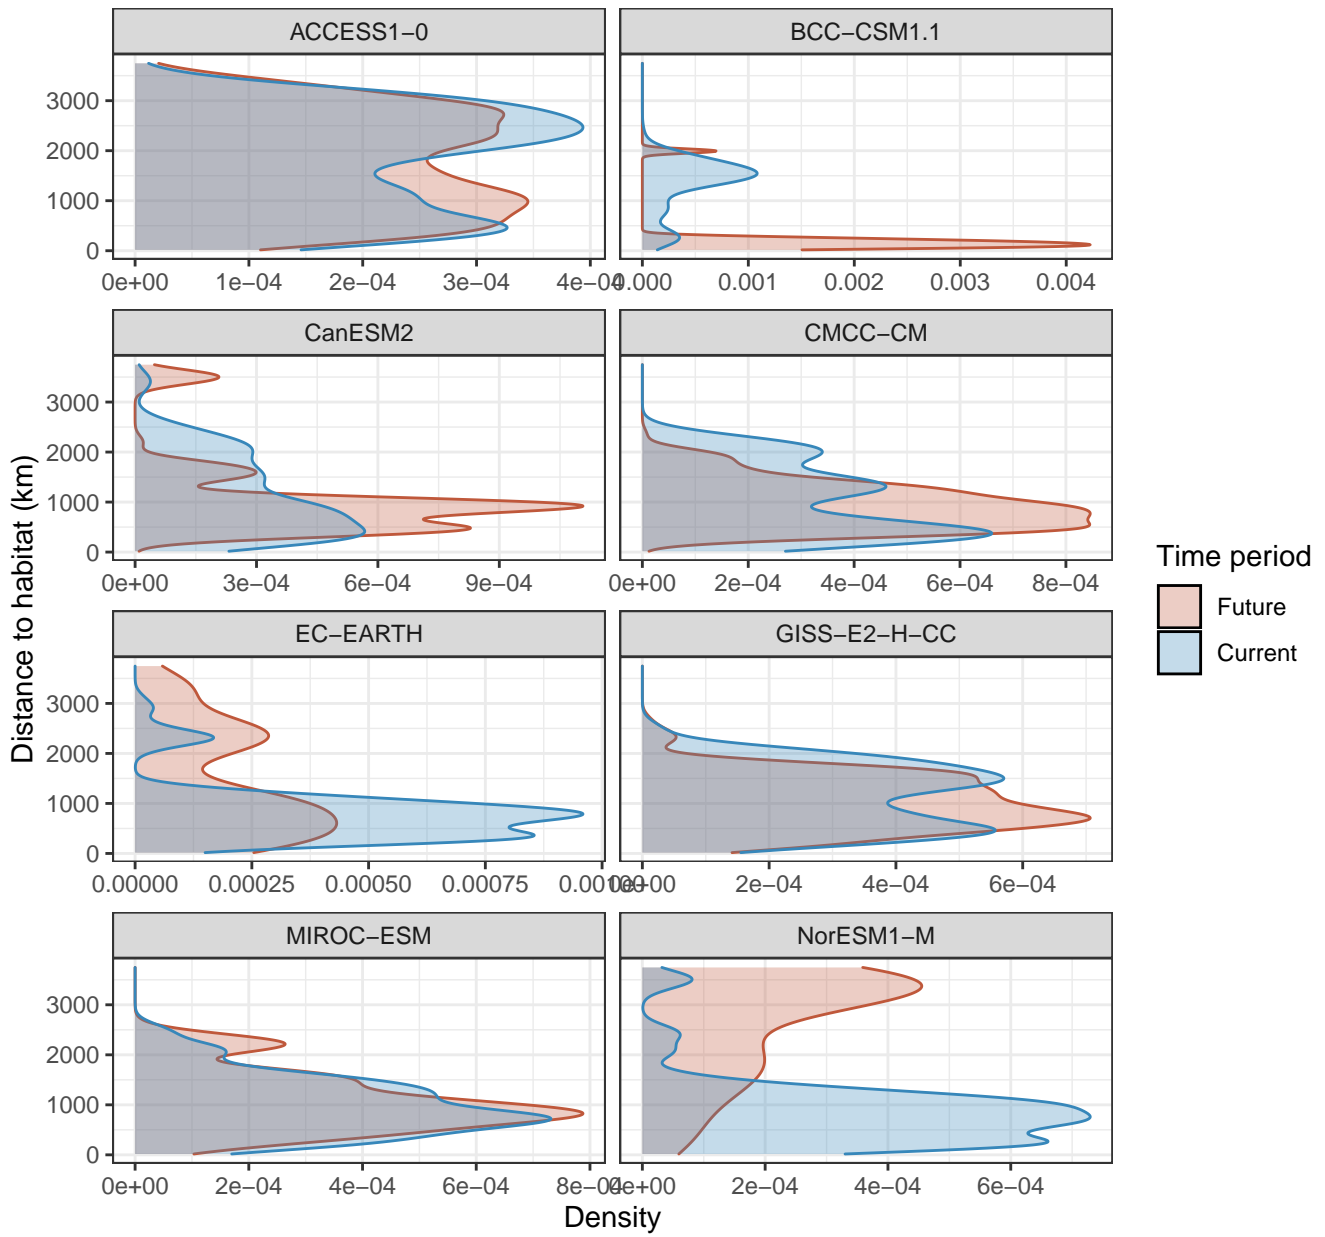 ACCESS1−0
BCC−CSM1.1
3000
2000
1000
0
0e+00 1e−04 2e−04 3e−04 4e−04
0.000 0.001 0.002 0.003 0.004
CanESM2
CMCC−CM
3000
2000
1000
0
0e+00 3e−04 6e−04 9e−04
0e+00 2e−04 4e−04 6e−04 8e−04
Distance to habitat (km)
EC−EARTH
GISS−E2−H−CC
3000
2000
1000
0
0.00000 0.00025 0.00050 0.00075 0.00100
0e+00 2e−04 4e−04 6e−04
MIROC−ESM
NorESM1−M
3000
2000
1000
0
0e+00 2e−04 4e−04 6e−04 8e−04
0e+00 2e−04 4e−04 6e−04
Density
Time period
Future
Current